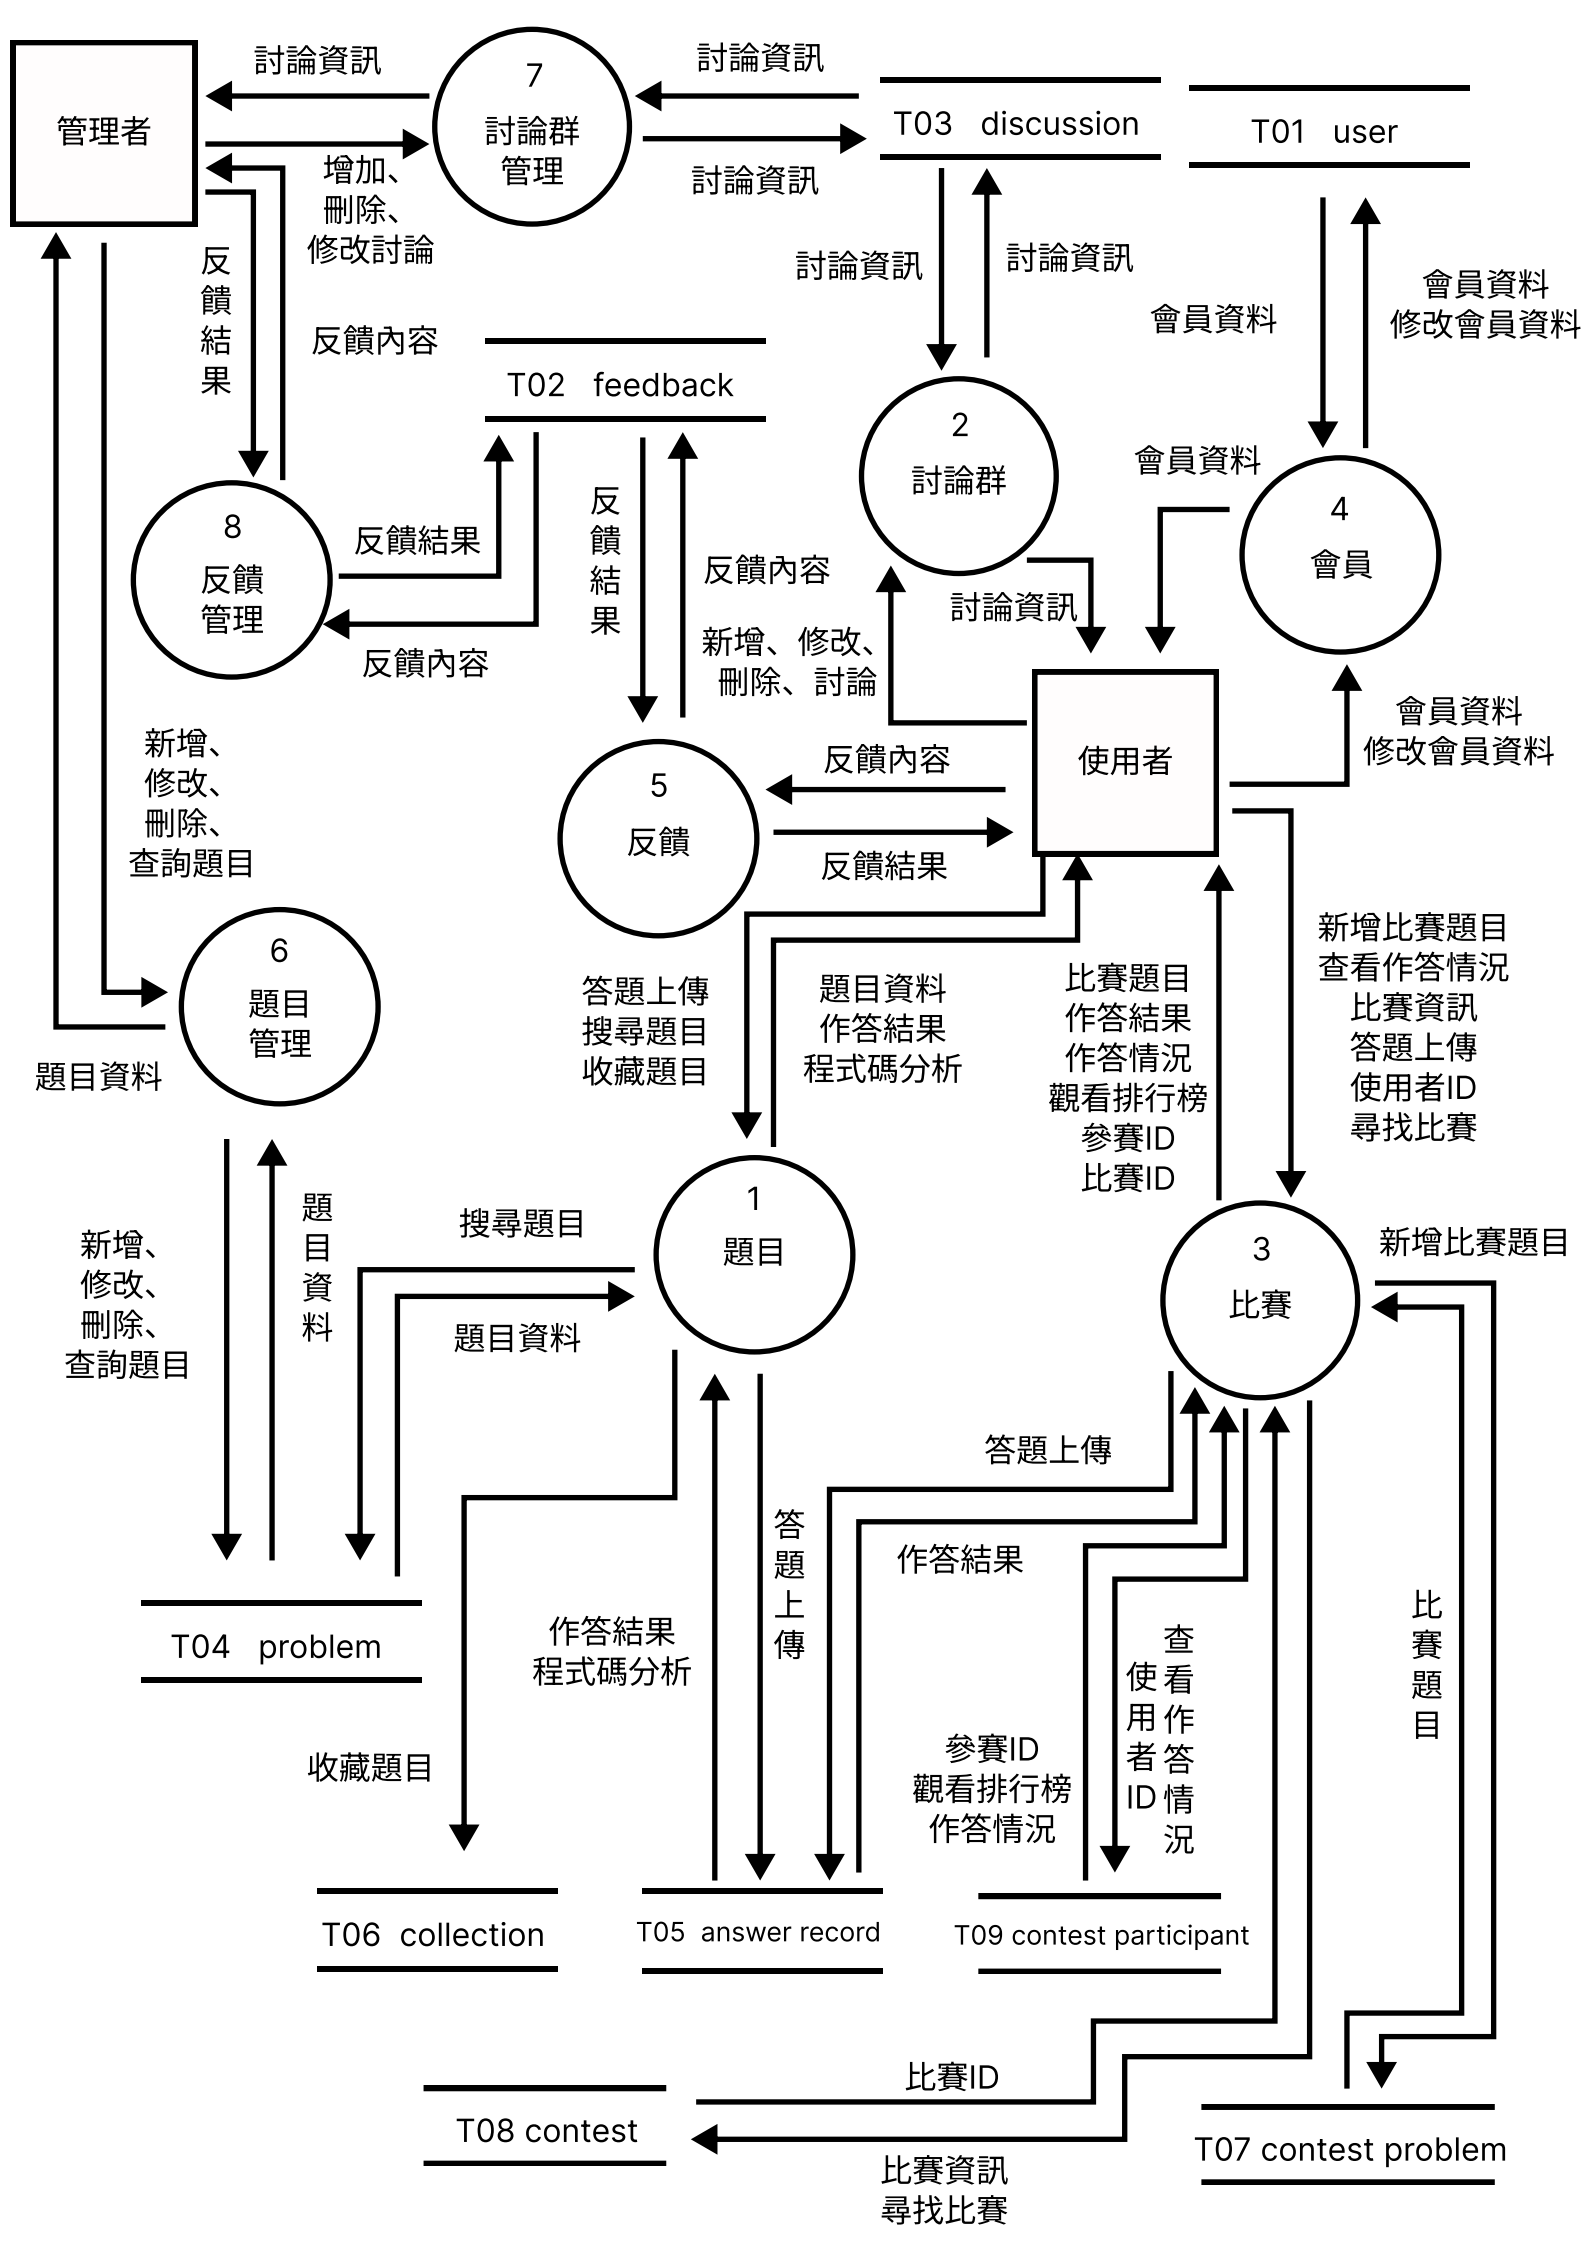 管理者
討論資訊
7
討論群
管理
討論資訊
討論資訊
T03 discussion
T01 user
增加、
刪除、
修改討論
反
饋
結
果
反饋內容
討論資訊
討論資訊
會員資料
會員資料
修改會員資料
T02 feedback
2
討論群
會員資料
4
會員
8
反饋
管理
反饋結果
反饋內容
反
饋
結
果
反饋內容
新增、修改、
刪除、討論
討論資訊
使用者
會員資料
修改會員資料
新增、
修改、
刪除、
查詢題目
5
反饋
反饋內容
反饋結果
6
題目
管理
題目資料
答題上傳
搜尋題目
收藏題目
題目資料
作答結果
程式碼分析
比賽題目
作答結果
作答情況
觀看排行榜
參賽ID
比賽ID
新增比賽題目
查看作答情況
比賽資訊
答題上傳
使用者ID
尋找比賽
新增、
修改、
刪除、
查詢題目
題
目
資
料
搜尋題目
題目資料
1
題目
3
比賽
新增比賽題目
答題上傳
作答結果
答
題
上
傳
作答結果
程式碼分析
T04 problem
收藏題目
參賽ID
觀看排行榜
作答情況
使
用
者
ID
查
看
作
答
情
況
比
賽
題
目
T06 collection
T05 answer record
T09 contest participant
比賽ID
T08 contest
比賽資訊
尋找比賽
T07 contest problem